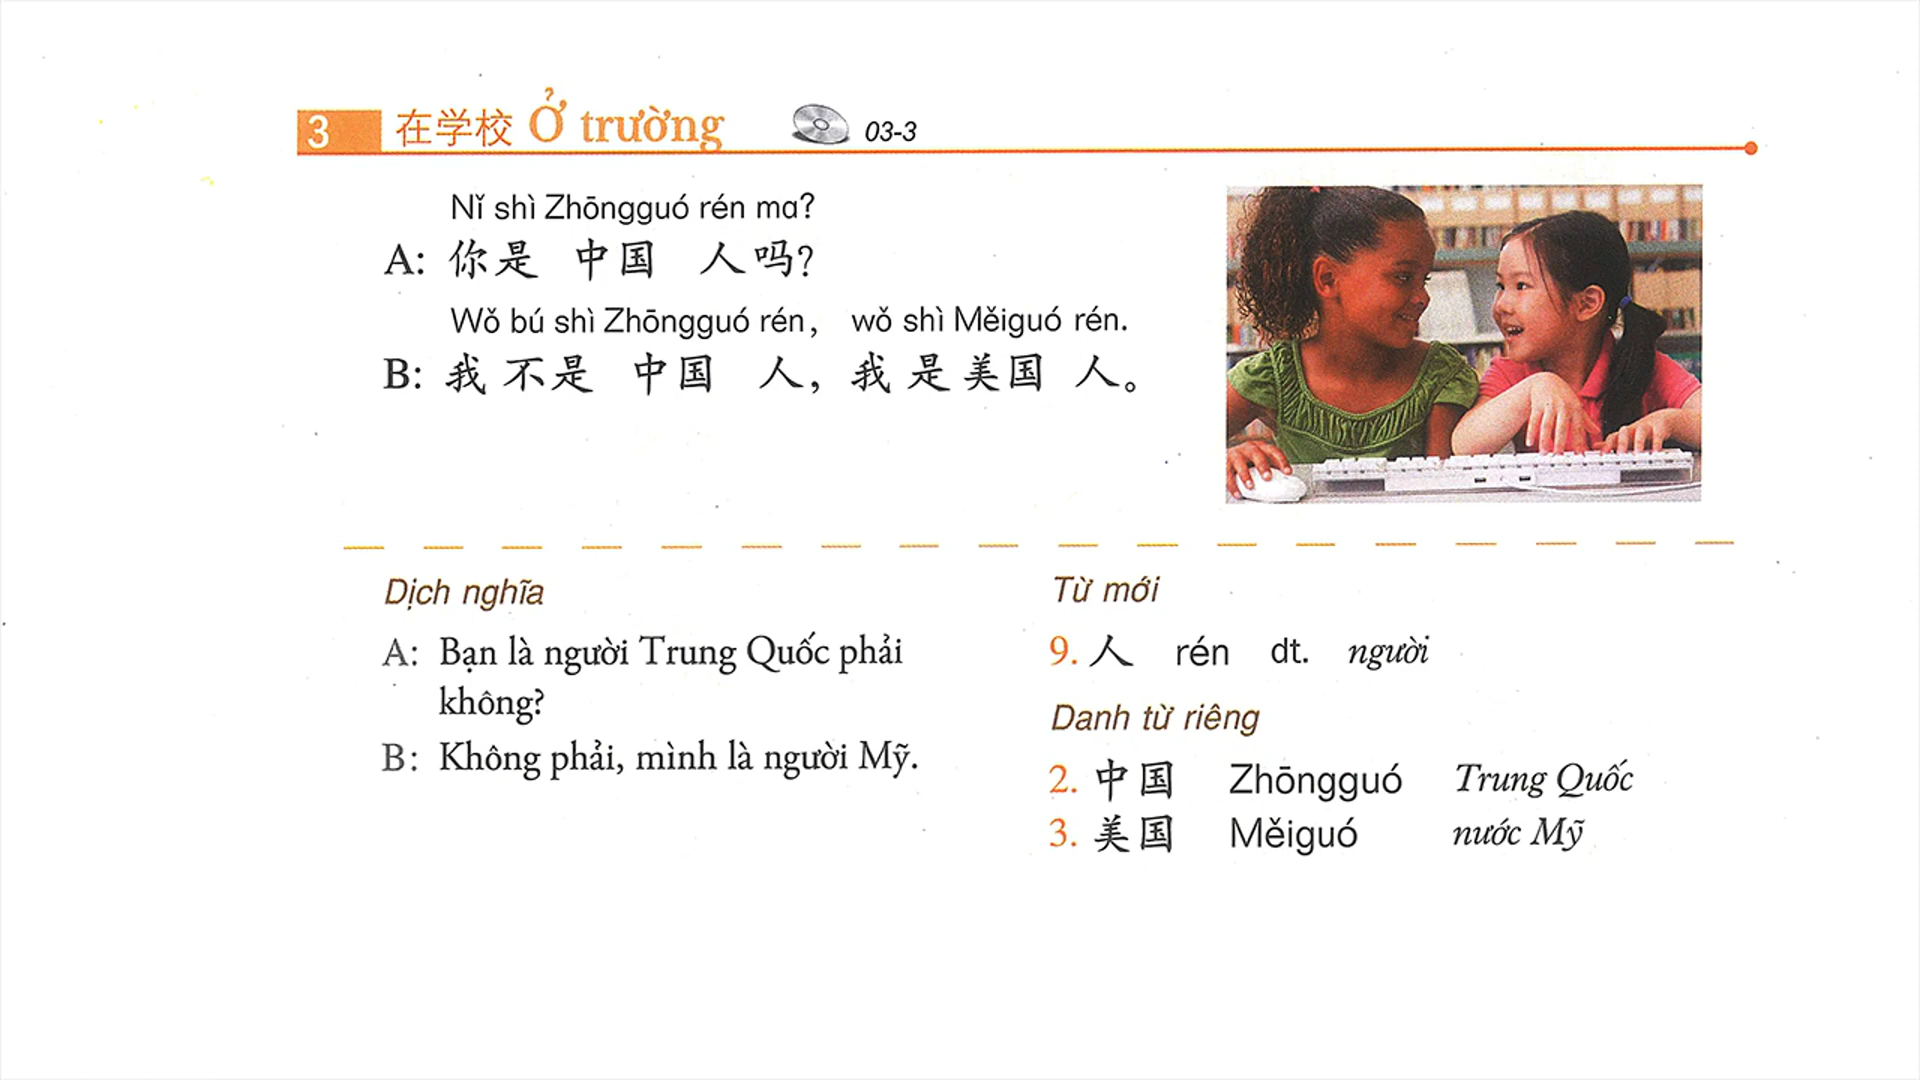 3 在学校 Ở trường 03-3
Nǐ shì Zhōngguó rén ma?
A: 你是 中国 人吗?
Wǒ bú shì Zhōngguó rén, wǒ shì Měiguó rén.
B: 我不是 中国 人, 我是美国 人。
Dịch nghĩa
A: Bạn là người Trung Quốc phải
không?
B: Không phải, mình là người Mỹ.
Từ mới
9. 人 rén dt. người
Danh từ riêng
2. 中国 Zhōngguó Trung Quốc
3. 美国 Měiguó nước Mỹ